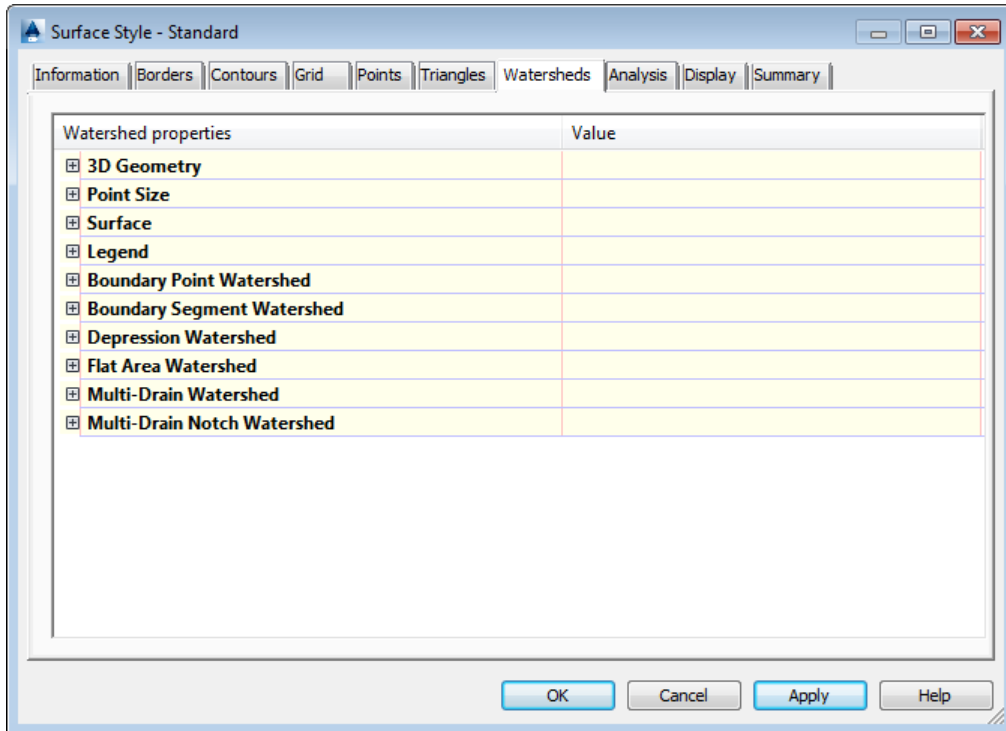 Surface Style - Standard
Information Borders Contours Grid Points Triangles Watersheds Analysis Display Summary
Watershed properties Value
3D Geometry
Point Size
Surface
Legend
Boundary Point Watershed
Boundary Segment Watershed
Depression Watershed
Flat Area Watershed
Multi-Drain Watershed
Multi-Drain Notch Watershed
OK Cancel Apply Help